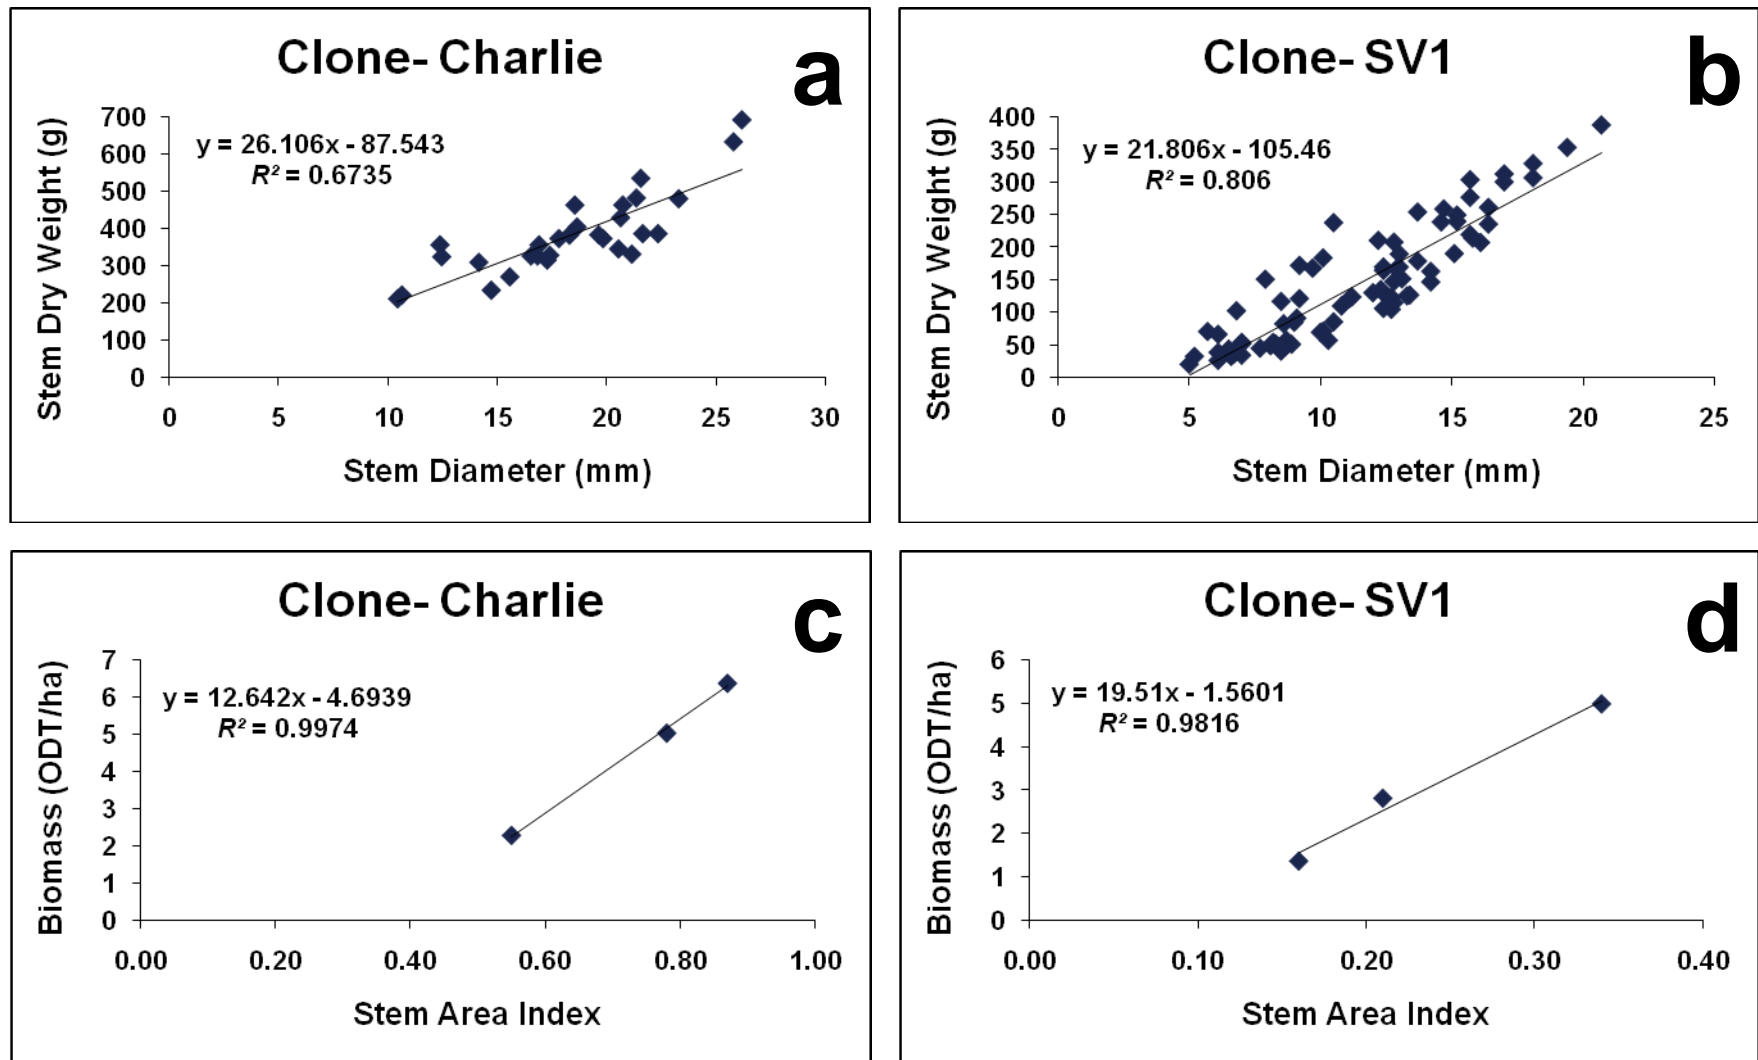 Clone- Charlie
a
y = 26.106x - 87.543
R² = 0.6735
Stem Dry Weight (g)
700
600
500
400
300
200
100
0
0 5 10 15 20 25 30
Stem Diameter (mm)
Clone- SV1
b
y = 21.806x - 105.46
R² = 0.806
Stem Dry Weight (g)
400
350
300
250
200
150
100
50
0
0 5 10 15 20 25
Stem Diameter (mm)
Clone- Charlie
c
y = 12.642x - 4.6939
R² = 0.9974
Biomass (ODT/ha)
7
6
5
4
3
2
1
0
0.00 0.20 0.40 0.60 0.80 1.00
Stem Area Index
Clone- SV1
d
y = 19.51x - 1.5601
R² = 0.9816
Biomass (ODT/ha)
6
5
4
3
2
1
0
0.00 0.10 0.20 0.30 0.40
Stem Area Index